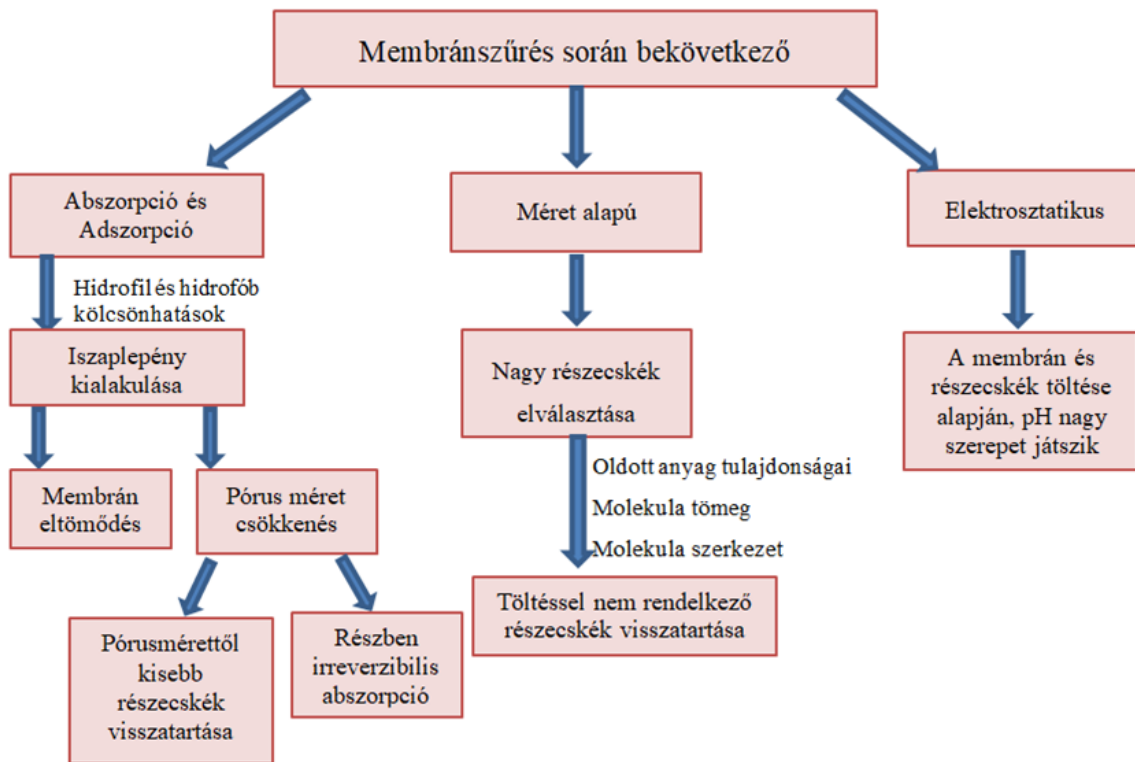 Membránszűrés során bekövetkező
Abszorpció és
Adszorpció
Méret alapú
Elektrosztatikus
Hidrofil és hidrofób
kölcsönhatások
Iszaplepény
kialakulása
Nagy részecskék
elválasztása
A membrán és
részecskék töltése
alapján, pH nagy
szerepet játszik
Membrán
eltömődés
Pórus méret
csökkenés
Oldott anyag tulajdonságai
Molekula tömeg
Molekula szerkezet
Pórusmérettől
kisebb
részecskék
visszatartása
Részben
irreverzibilis
abszorpció
Töltéssel nem rendelkező
részecskék visszatartása